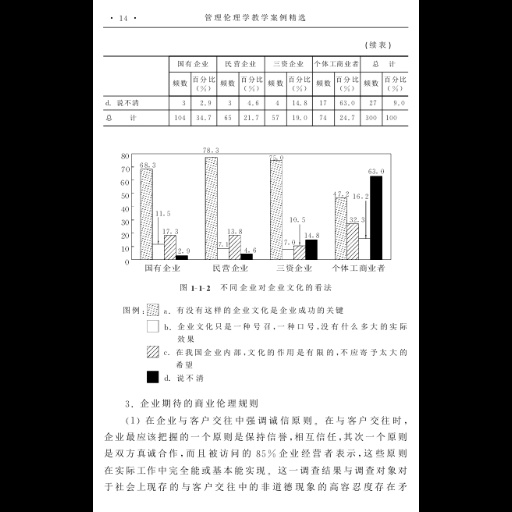 · 14 ·
管理伦理学教学案例精选
(续表)
国有企业 民营企业 三资企业 个体工商业者 总 计
频数 百分比(%) 频数 百分比(%) 频数 百分比(%) 频数 百分比(%) 频数 百分比(%)
d. 说不清 3 2.9 3 4.6 4 14.8 17 63.0 27 9.0
总 计 104 34.7 65 21.7 57 19.0 74 24.7 300 100
80
70
60
50
40
30
20
10
0
68.3
11.5
17.3
2.9
78.3
7.1
13.8
4.6
75.0
7.0
10.5
14.8
47.2
32.3
16.2
63.0
国有企业 民营企业 三资企业 个体工商业者
图 1-1-2 不同企业对企业文化的看法
图例: a. 有没有这样的企业文化是企业成功的关键
b. 企业文化只是一种号召,一种口号,没有什么多大的实际
效果
c. 在我国企业内部,文化的作用是有限的,不应寄予太大的
希望
d. 说不清
3. 企业期待的商业伦理规则
(1) 在企业与客户交往中强调诚信原则。在与客户交往时,
企业最应该把握的一个原则是保持信誉,相互信任,其次一个原则
是双方真诚合作,而且被访问的 85% 企业经营者表示,这些原则
在实际工作中完全能或基本能实现。这一调查结果与调查对象对
于社会上现存的与客户交往中的非道德现象的高容忍度存在矛